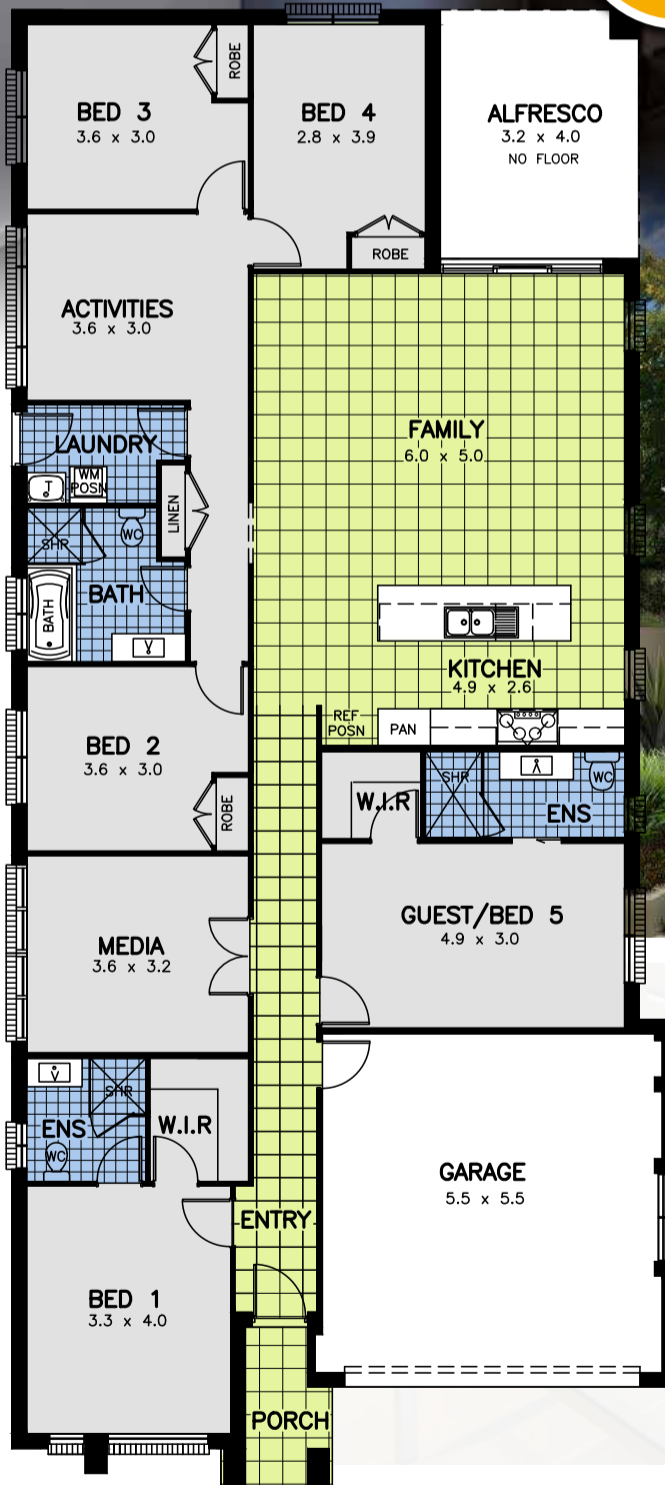 BED 3
3.6 x 3.0
ROBE
BED 4
2.8 x 3.9
ROBE
ALFRESCO
3.2 x 4.0
NO FLOOR
ACTIVITIES
3.6 x 3.0
FAMILY
6.0 x 5.0
LAUNDRY
T
WM
POSN
LINEN
SHR
WC
BATH
BATH
V
KITCHEN
4.9 x 2.6
REF
POSN
PAN
BED 2
3.6 x 3.0
ROBE
W.I.R
SHR
V
WC
ENS
GUEST/BED 5
4.9 x 3.0
MEDIA
3.6 x 3.2
V
SHR
ENS
WC
W.I.R
GARAGE
5.5 x 5.5
ENTRY
BED 1
3.3 x 4.0
PORCH